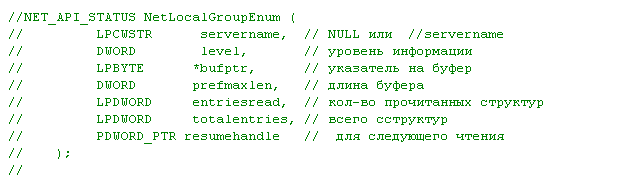 //NET_API_STATUS NetLocalGroupEnum (
//          LPCWSTR      servername,  // NULL или  //servername
//          DWORD        level,       // уровень информации
//          LPBYTE      *bufptr,      // указатель на буфер
//          DWORD       prefmaxlen,   // длина буфера
//          LPDWORD     entriesread,  // кол-во прочитанных структур
//          LPDWORD     totalentries, // всего сструктур
//          PDWORD_PTR resumehandle   //  для следующего чтения
//     );
//